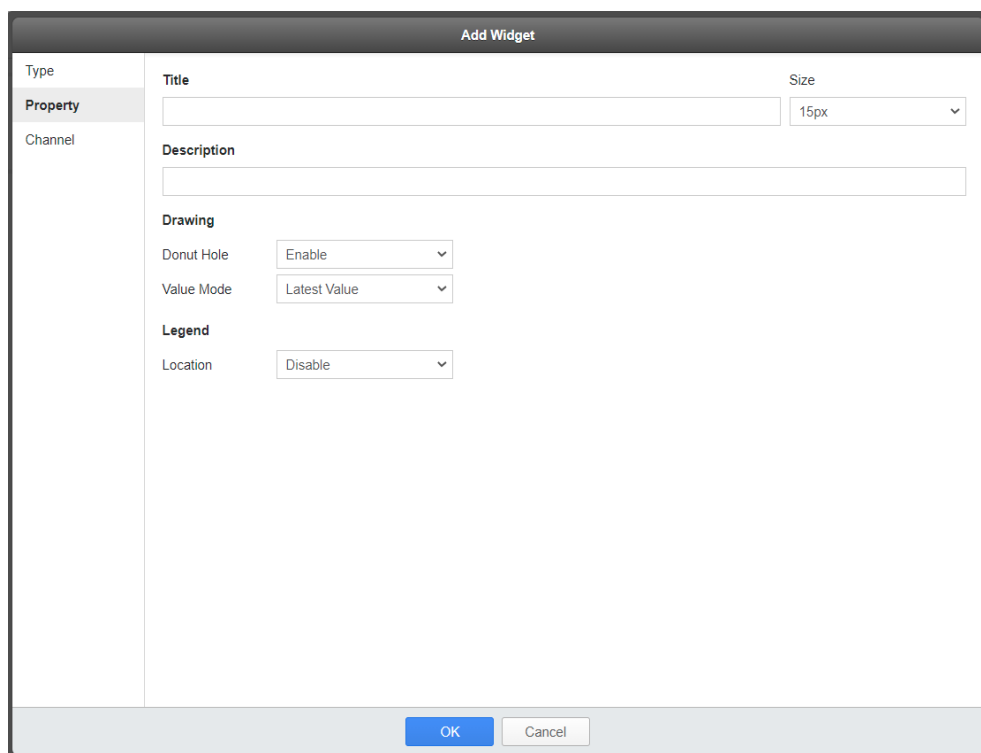 Add Widget
Type
Property
Channel
Title
Size
15px
Description
Drawing
Donut Hole
Enable
Value Mode
Latest Value
Legend
Location
Disable
OK
Cancel